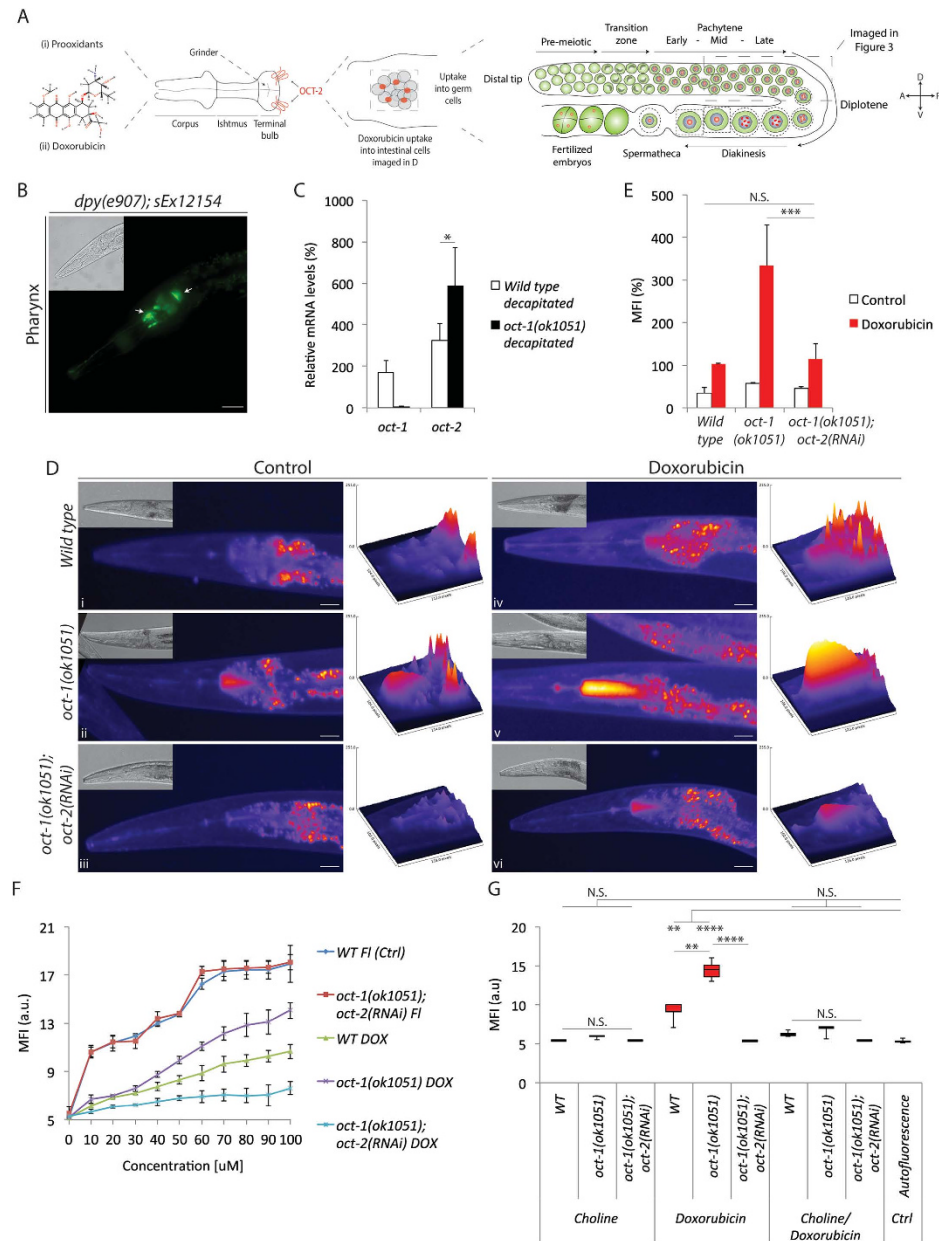 A
(i) Prooxidants
(ii) Doxorubicin
Grinder
OCT-2
Corpus
Ishtmus
Terminal
bulb
Doxorubicin uptake
into intestinal cells
imaged in D
Uptake
into germ
cells
Pre-meiotic
Transition
zone
Pachytene
Early - Mid - Late
Imaged in
Figure 3
Distal tip
Diplotene
D
A
V
Fertilized
embryos
Spermatheca
Diakinesis
B
dpy(e907); sEx12154
Pharynx
C
Relative mRNA levels (%)
1000
800
600
400
200
0
*
oct-1
oct-2
Wild type
decapitated
oct-1(ok1051)
decapitated
E
N.S.
***
MFI (%)
500
400
300
200
100
0
Control
Doxorubicin
Wild
type
oct-1
(ok1051)
oct-1(ok1051);
oct-2(RNAi)
D
Control
Doxorubicin
Wild type
i
iv
oct-1(ok1051)
ii
v
oct-1(ok1051);
oct-2(RNAi)
iii
vi
F
MFI (a.u.)
21
17
13
9
5
0 10 20 30 40 50 60 70 80 90 100
Concentration [uM]
WT Fl (Ctrl)
oct-1(ok1051);
oct-2(RNAi) Fl
WT DOX
oct-1(ok1051) DOX
oct-1(ok1051);
oct-2(RNAi) DOX
G
N.S.
N.S.
** ****
** ****
N.S.
N.S.
MFI (a.u)
20
15
10
5
0
WT
oct-1(ok1051)
oct-1(ok1051);
oct-2(RNAi)
WT
oct-1(ok1051)
oct-1(ok1051);
oct-2(RNAi)
WT
oct-1(ok1051)
oct-1(ok1051);
oct-2(RNAi)
Autofluorescence
Choline
Doxorubicin
Choline/
Doxorubicin
Ctrl